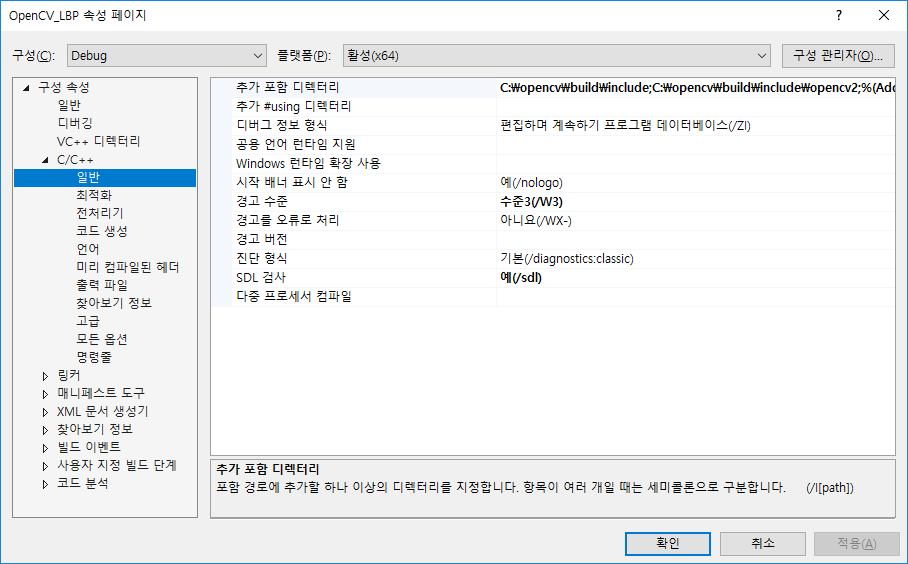 OpenCV_LBP 속성 페이지
구성(C): Debug 플랫폼(P): 활성(x64) 구성 관리자(O)...
구성 속성
일반
디버깅
VC++ 디렉터리
C/C++
일반
최적화
전처리기
코드 생성
언어
미리 컴파일된 헤더
출력 파일
찾아보기 정보
고급
모든 옵션
명령줄
링커
매니페스트 도구
XML 문서 생성기
찾아보기 정보
빌드 이벤트
사용자 지정 빌드 단계
코드 분석
추가 포함 디렉터리 C:₩opencv₩build₩include;C:₩opencv₩build₩include₩opencv2;%(Add
추가 #using 디렉터리
디버그 정보 형식 편집하며 계속하기 프로그램 데이터베이스(/ZI)
공용 언어 런타임 지원
Windows 런타임 확장 사용
시작 배너 표시 안 함 예(/nologo)
경고 수준 수준3(/W3)
경고를 오류로 처리 아니요(/WX-)
경고 버전
진단 형식 기본(/diagnostics:classic)
SDL 검사 예(/sdl)
다중 프로세서 컴파일
추가 포함 디렉터리
포함 경로에 추가할 하나 이상의 디렉터리를 지정합니다. 항목이 여러 개일 때는 세미콜론으로 구분합니다. (/I[path])
확인 취소 적용(A)